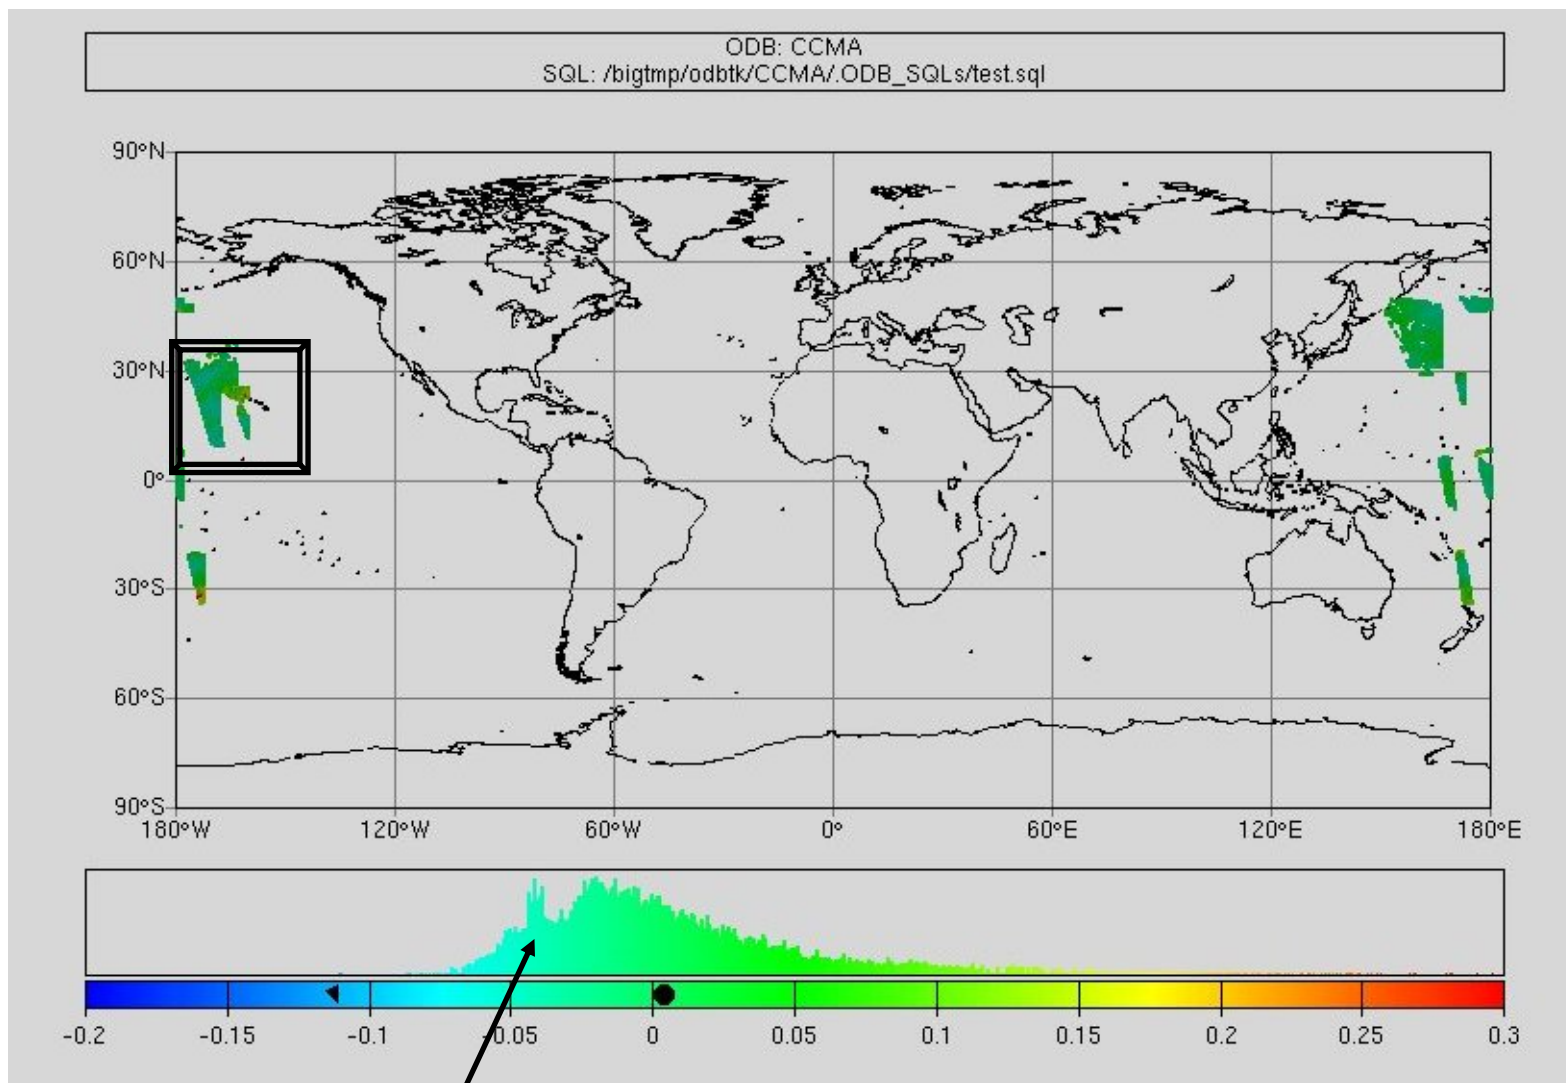 ODB: CCMA
SQL: /bigtmp/odbtk/CCMA/.ODB_SQLs/test.sql
90°N
60°N
30°N
0°
30°S
60°S
90°S
180°W 120°W 60°W 0° 60°E 120°E 180°E
-0.2 -0.15 -0.1 -0.05 0 0.05 0.1 0.15 0.2 0.25 0.3